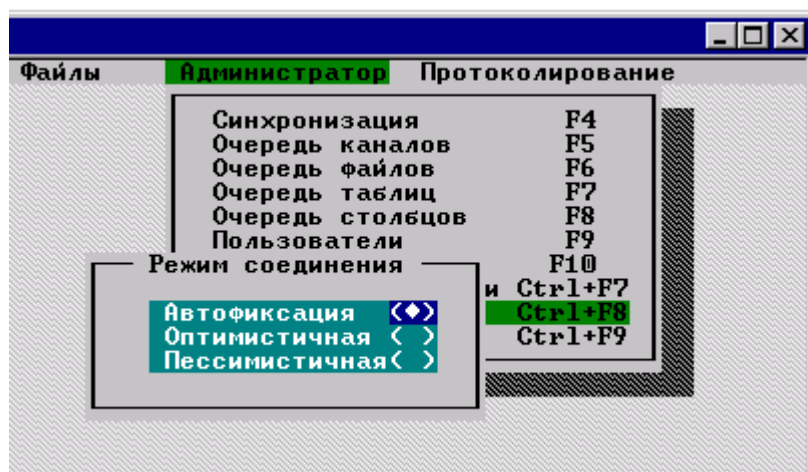 Файлы Администратор Протоколирование
Синхронизация F4
Очередь каналов F5
Очередь файлов F6
Очередь таблиц F7
Очередь столбцов F8
Пользователи F9
F10
и Ctrl+F7
Ctrl+F8
Ctrl+F9
Режим соединения
Автофиксация (♦)
Оптимистичная ( )
Пессимистичная( )